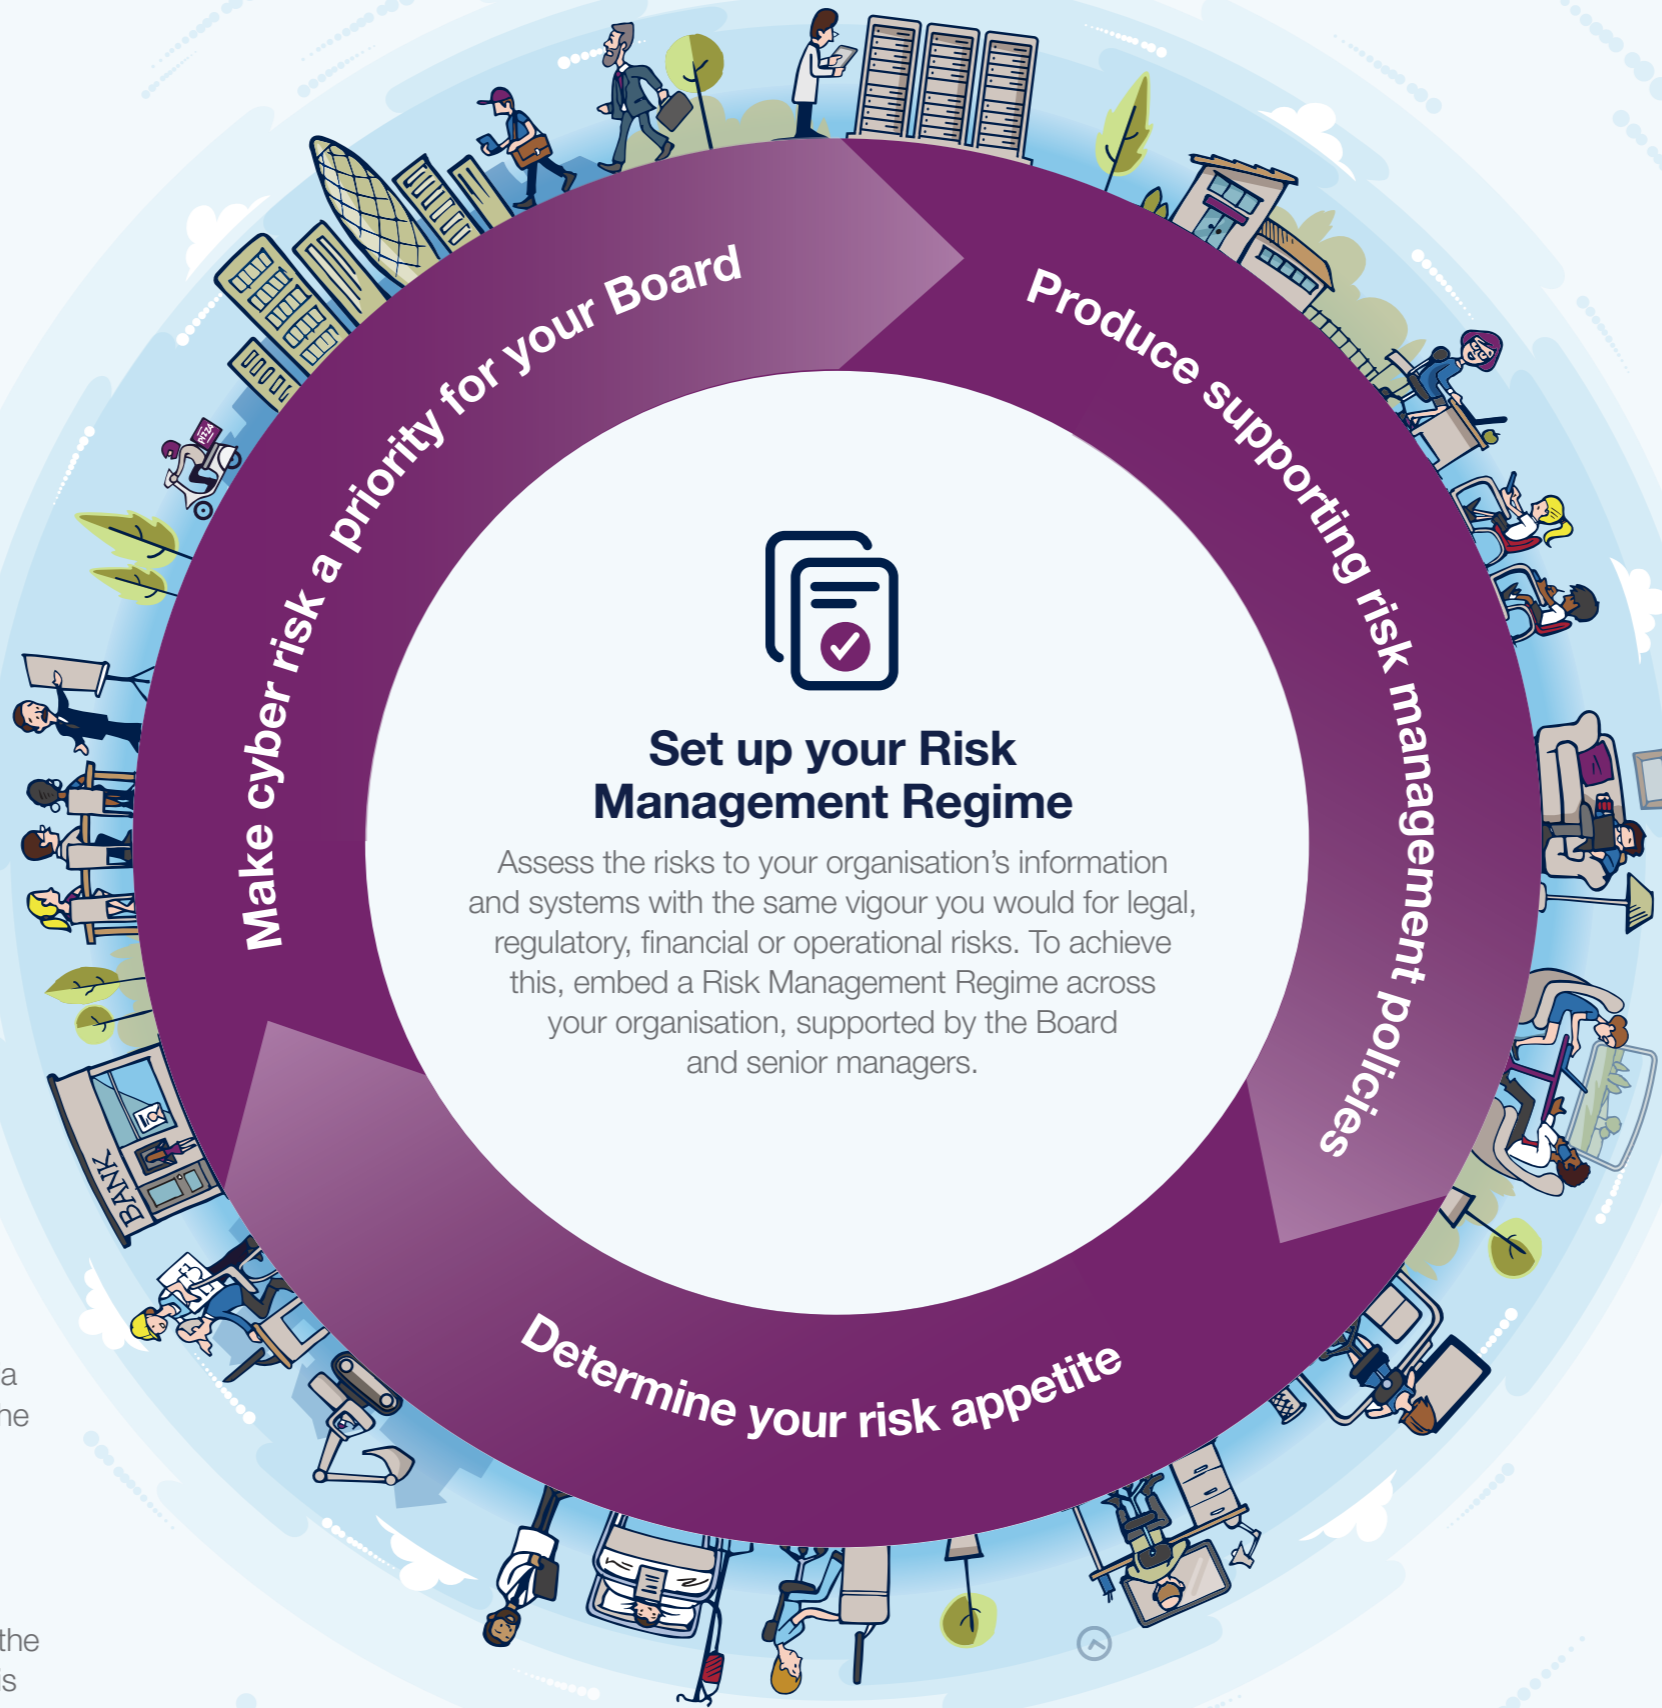 Make cyber risk a priority for your Board
Produce supporting risk management policies
PIZZA
Set up your Risk
Management Regime
Assess the risks to your organisation’s information
and systems with the same vigour you would for legal,
regulatory, financial or operational risks. To achieve
this, embed a Risk Management Regime across
your organisation, supported by the Board
and senior managers.
BANK
Determine your risk appetite
a
he
the
is